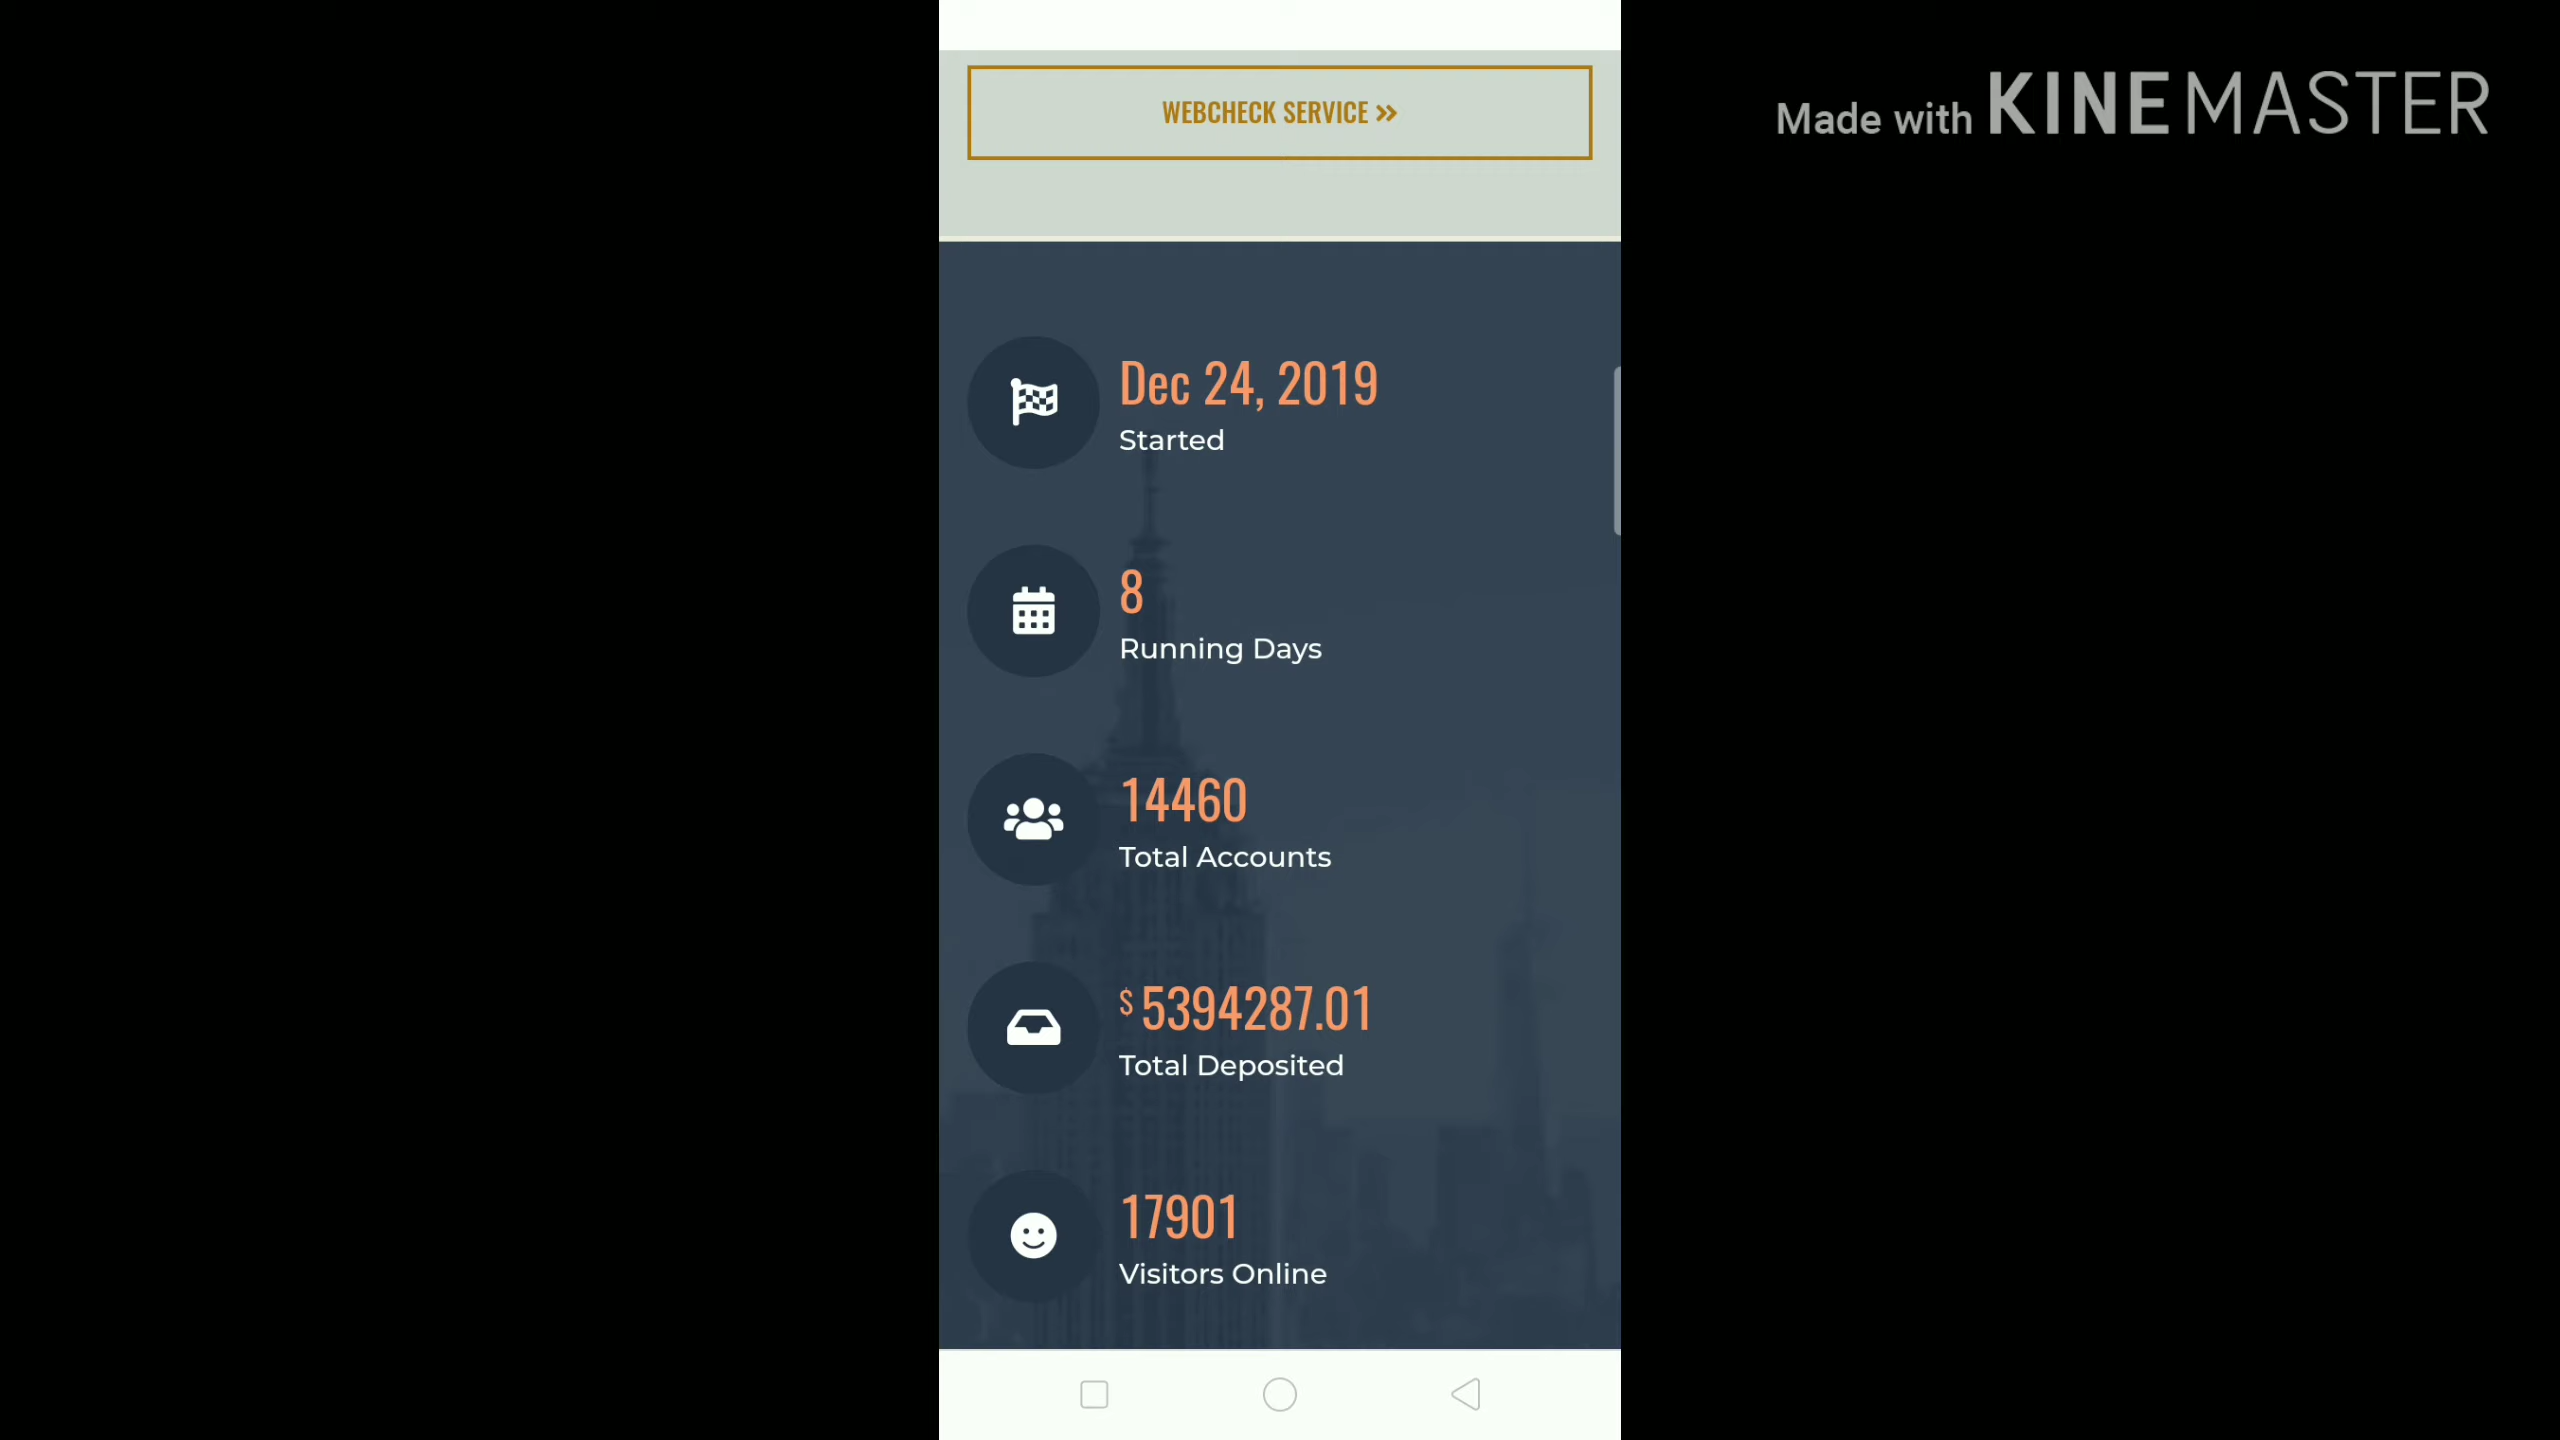 WEBCHECK SERVICE »
Made with KINEMASTER
Dec 24, 2019
Started
8
Running Days
14460
Total Accounts
$ 5394287.01
Total Deposited
17901
Visitors Online